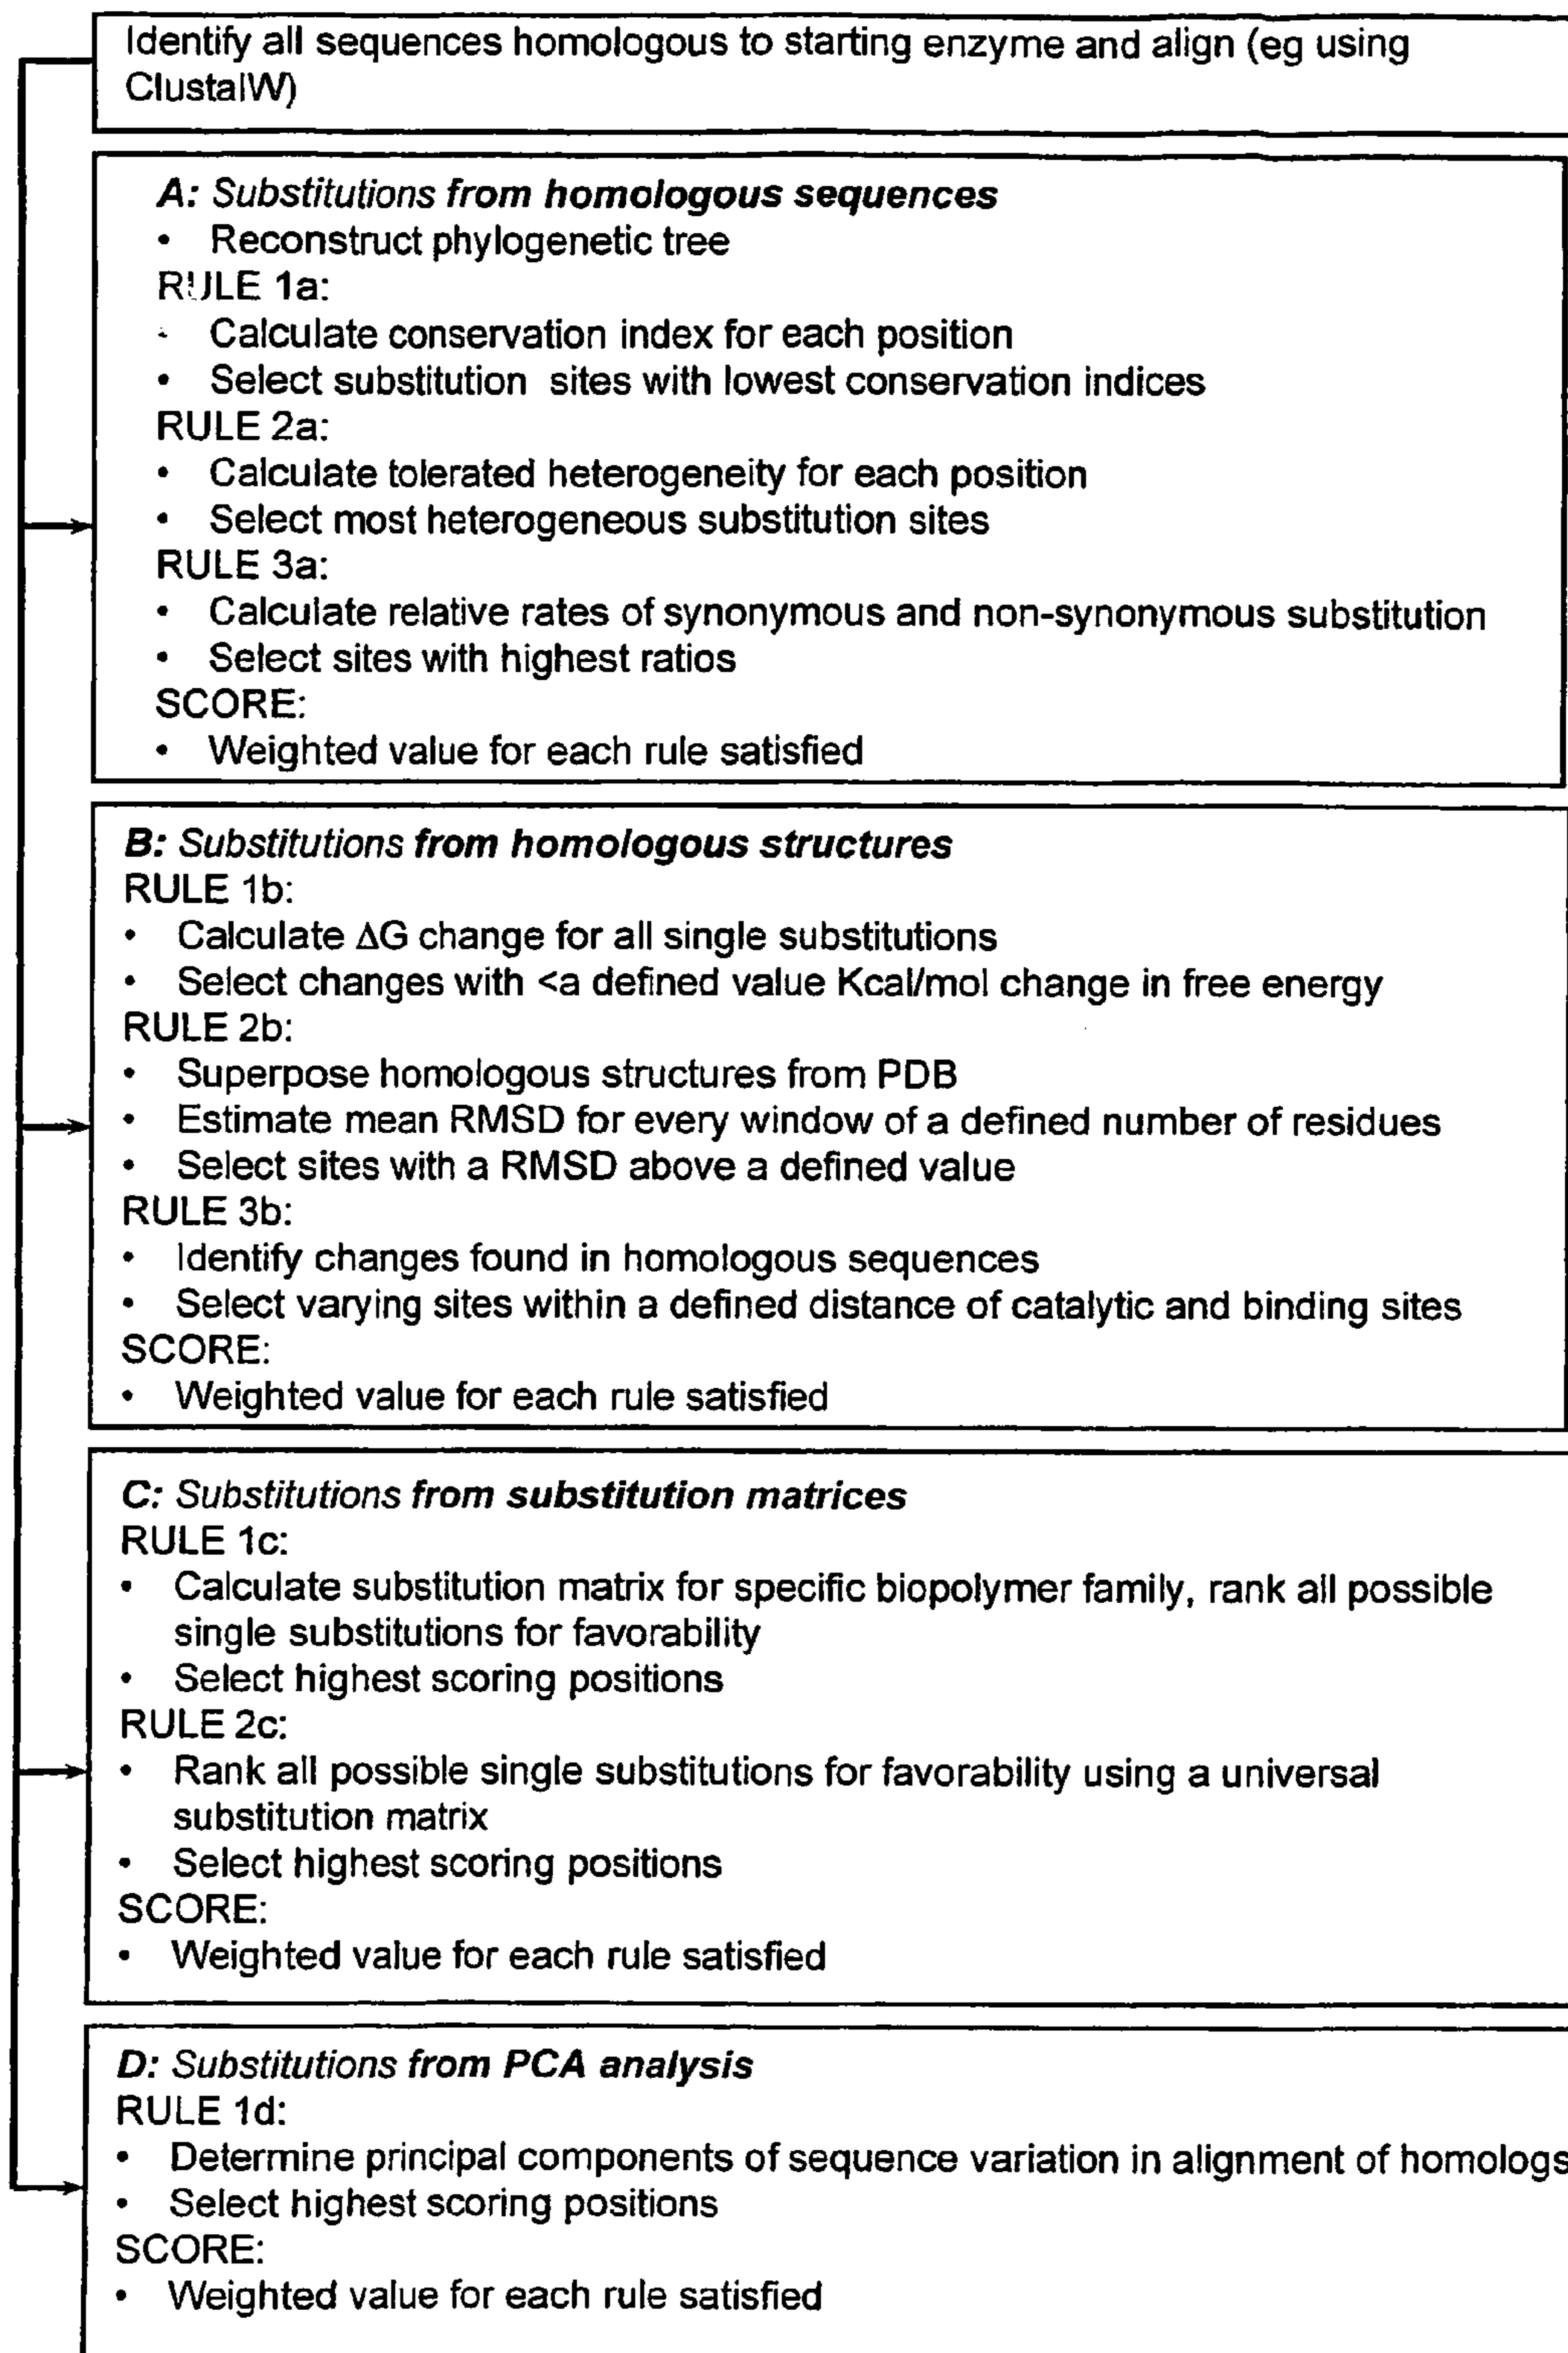 Identify all sequences homologous to starting enzyme and align (eg using
ClustalW)
A: Substitutions from homologous sequences
• Reconstruct phylogenetic tree
RULE 1a:
• Calculate conservation index for each position
• Select substitution sites with lowest conservation indices
RULE 2a:
• Calculate tolerated heterogeneity for each position
• Select most heterogeneous substitution sites
RULE 3a:
• Calculate relative rates of synonymous and non-synonymous substitution
• Select sites with highest ratios
SCORE:
• Weighted value for each rule satisfied
B: Substitutions from homologous structures
RULE 1b:
• Calculate ΔG change for all single substitutions
• Select changes with <a defined value Kcal/mol change in free energy
RULE 2b:
• Superpose homologous structures from PDB
• Estimate mean RMSD for every window of a defined number of residues
• Select sites with a RMSD above a defined value
RULE 3b:
• Identify changes found in homologous sequences
• Select varying sites within a defined distance of catalytic and binding sites
SCORE:
• Weighted value for each rule satisfied
C: Substitutions from substitution matrices
RULE 1c:
• Calculate substitution matrix for specific biopolymer family, rank all possible
single substitutions for favorability
• Select highest scoring positions
RULE 2c:
• Rank all possible single substitutions for favorability using a universal
substitution matrix
• Select highest scoring positions
SCORE:
• Weighted value for each rule satisfied
D: Substitutions from PCA analysis
RULE 1d:
• Determine principal components of sequence variation in alignment of homologs
• Select highest scoring positions
SCORE:
• Weighted value for each rule satisfied